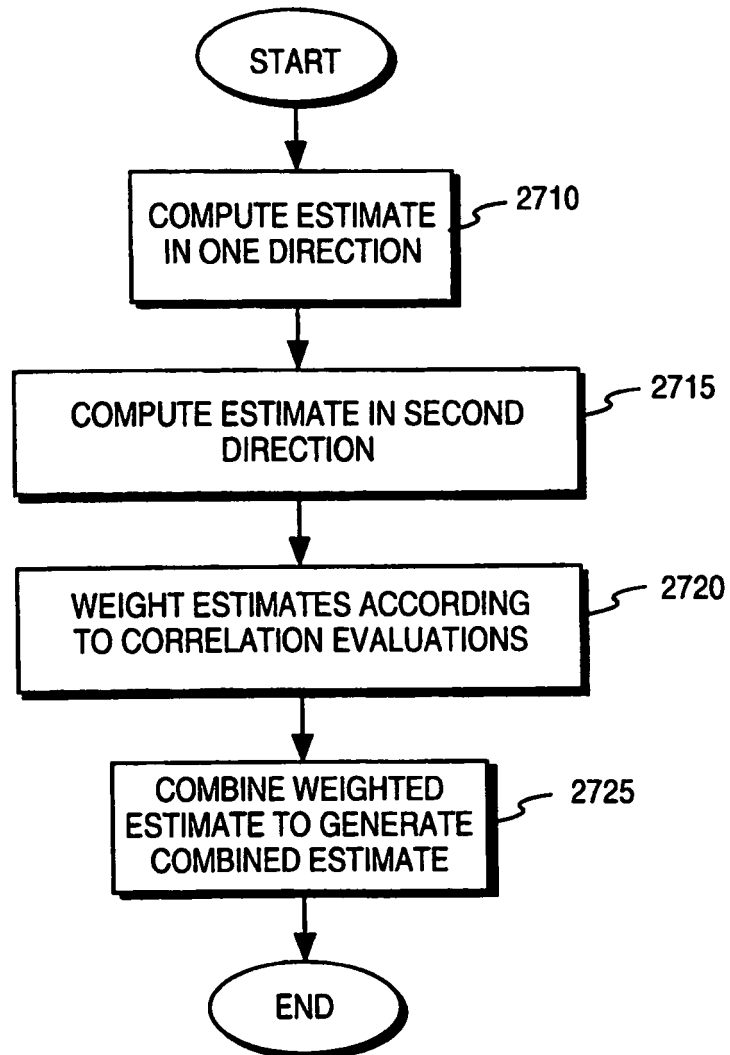 START
COMPUTE ESTIMATE
IN ONE DIRECTION
2710
COMPUTE ESTIMATE IN SECOND
DIRECTION
2715
WEIGHT ESTIMATES ACCORDING
TO CORRELATION EVALUATIONS
2720
COMBINE WEIGHTED
ESTIMATE TO GENERATE
COMBINED ESTIMATE
2725
END